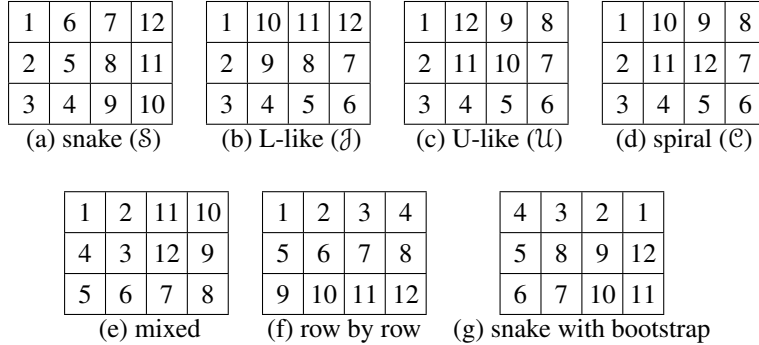 1 6 7 12
2 5 8 11
3 4 9 10
(a) snake (𝒮)
1 10 11 12
2 9 8 7
3 4 5 6
(b) L-like (𝒥)
1 12 9 8
2 11 10 7
3 4 5 6
(c) U-like (𝒰)
1 10 9 8
2 11 12 7
3 4 5 6
(d) spiral (𝒞)
1 2 11 10
4 3 12 9
5 6 7 8
(e) mixed
1 2 3 4
5 6 7 8
9 10 11 12
(f) row by row
4 3 2 1
5 8 9 12
6 7 10 11
(g) snake with bootstrap